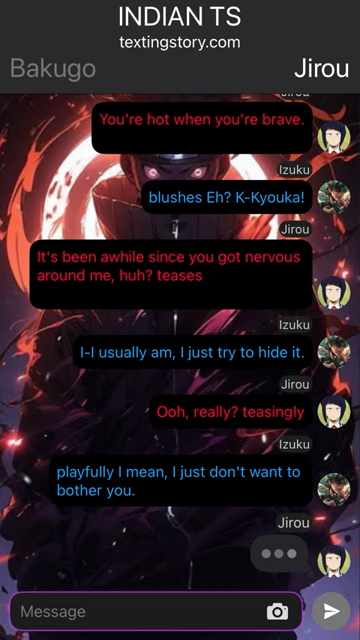 INDIAN TS
textingstory.com
Bakugo
Jirou
Jirou
You're hot when you're brave.
Izuku
blushes Eh? K-Kyouka!
Jirou
It's been awhile since you got nervous
around me, huh? teases
Izuku
I-I usually am, I just try to hide it.
Jirou
Ooh, really? teasingly
Izuku
playfully I mean, I just don't want to
bother you.
Jirou
Message